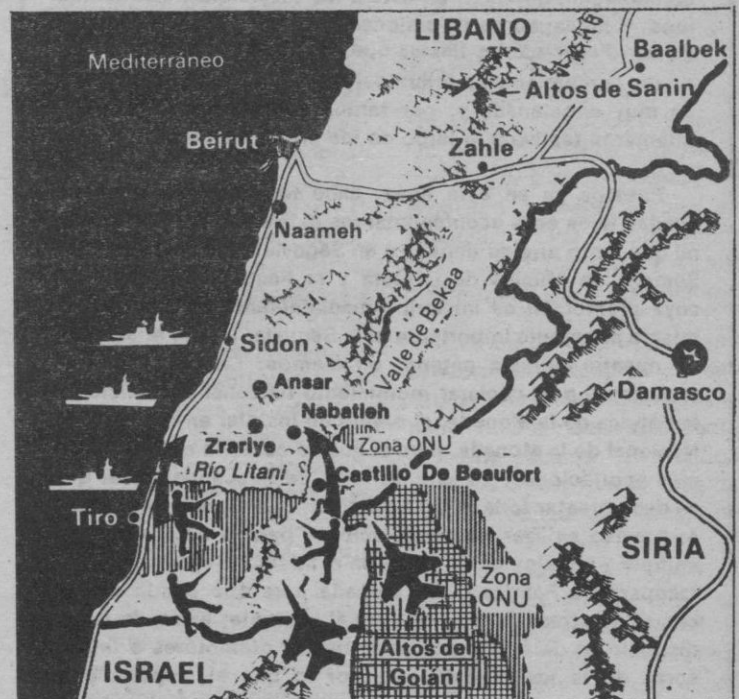 LIBANO
Baalbek
Mediterráneo
Altos de Sanin
Beirut
Zahle
Naameh
Valle de Bekaa
Sidon
Ansar
Damasco
Nabatieh
Zrariye
Zona ONU
Río Litani
Castillo De Beaufort
Tiro
SIRIA
Zona
ONU
Altos del
Golán
ISRAEL